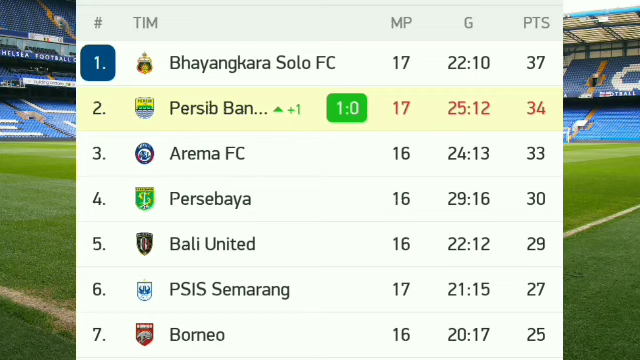 # TIM MP G PTS
1. Bhayangkara Solo FC 17 22:10 37
2. Persib Ban... +1 1:0 17 25:12 34
3. Arema FC 16 24:13 33
4. Persebaya 16 29:16 30
5. Bali United 16 22:12 29
6. PSIS Semarang 17 21:15 27
7. Borneo 16 20:17 25